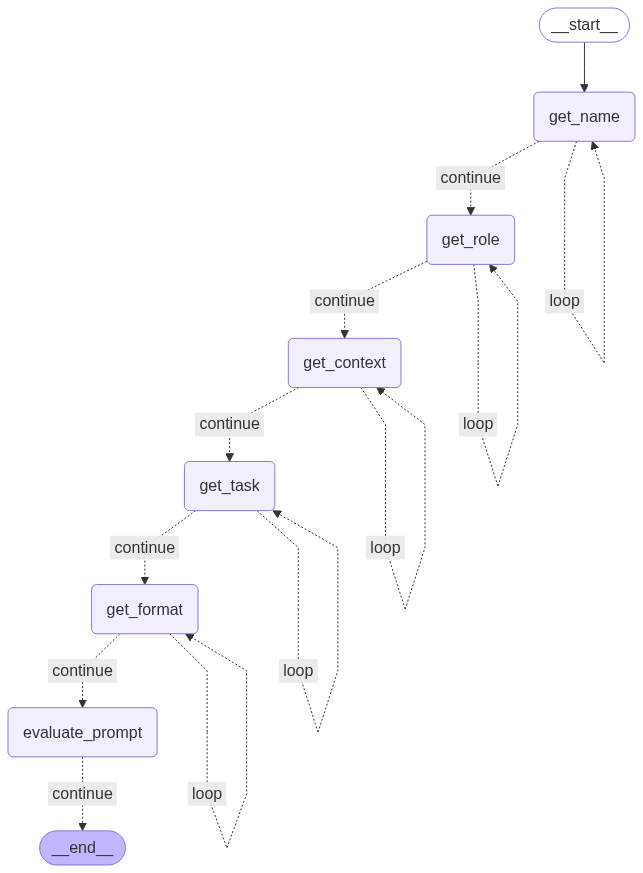 __start__
get_name
continue
get_role
continue
loop
get_context
continue
loop
get_task
continue
loop
get_format
continue
loop
evaluate_prompt
continue
loop
__end__